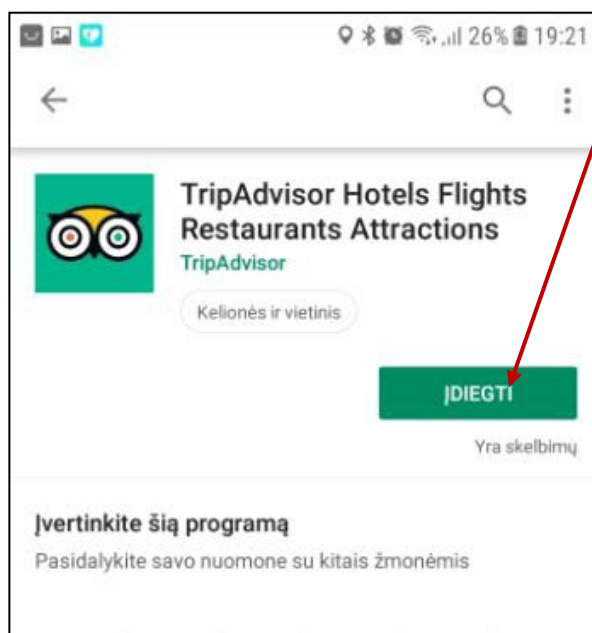 26% 19:21
TripAdvisor Hotels Flights
Restaurants Attractions
TripAdvisor
Kelionės ir vietinis
ĮDIEGTI
Yra skelbimų
Įvertinkite šią programą
Pasidalykite savo nuomone su kitais žmonėmis